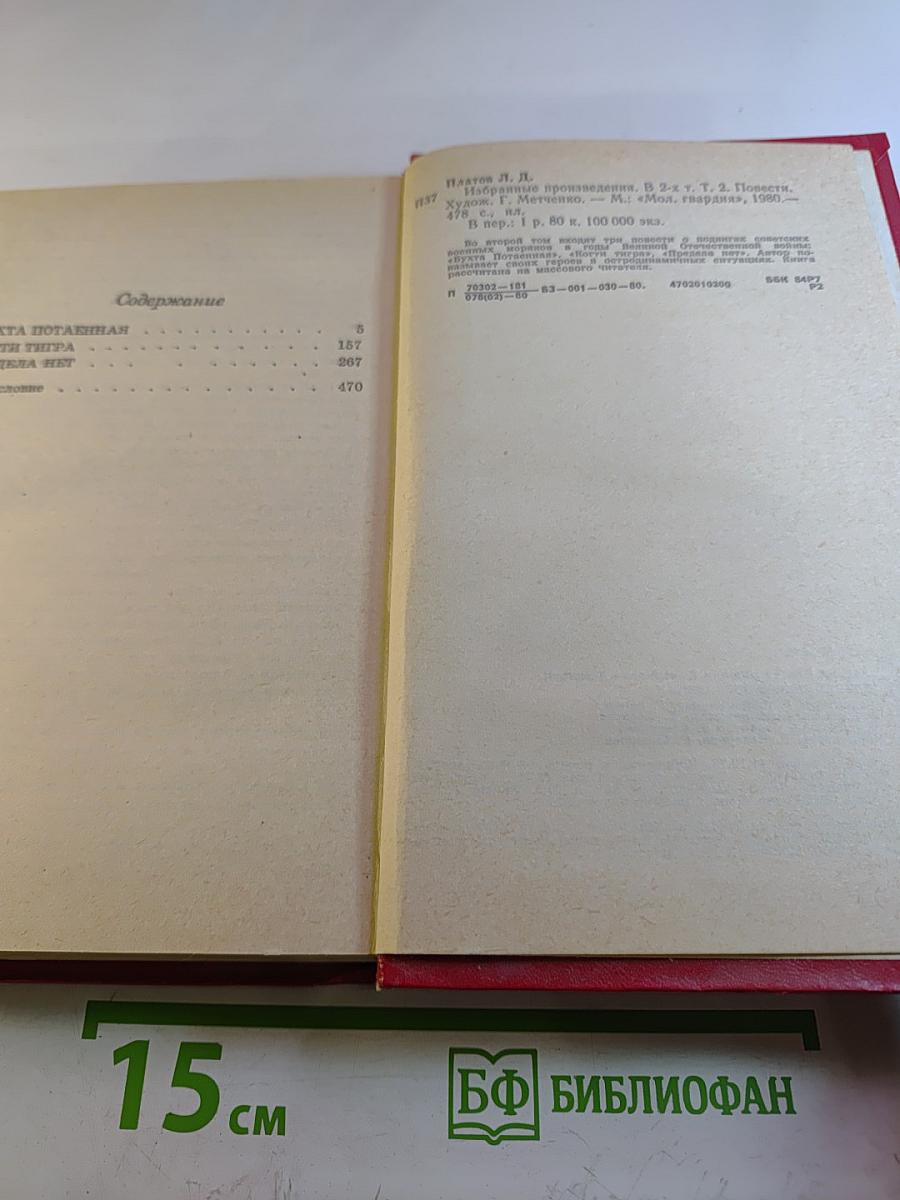 Содержание
ХТА ПОТАЕННАЯ . . . . . . . . . . . 5
ТИ ТИГРА . . . . . . . . . . . . . 157
ДЕЛА НЕТ . . . . . . . . . . . . 267
словие . . . . . . . . . . . . . . 470
Платов Л. Д.
П37 Избранные произведения. В 2-х т. Т. 2. Повести.
Худож. Г. Метченко. — М.: «Мол. гвардия», 1980.—
478 с., ил.
В пер.: 1 р. 80 к. 100 000 экз.
Во второй том входят три повести о подвигах советских
военных моряков в годы Великой Отечественной войны:
«Бухта Потаенная», «Когти тигра», «Предела нет». Автор по-
казывает своих героев в остродинамичных ситуациях. Книга
рассчитана на массового читателя.
П 70302—181 БЗ—001—030—80. 4702010200 ББК 84Р7
078(02)—80 Р2
15 см
БФ БИБЛИОФАН